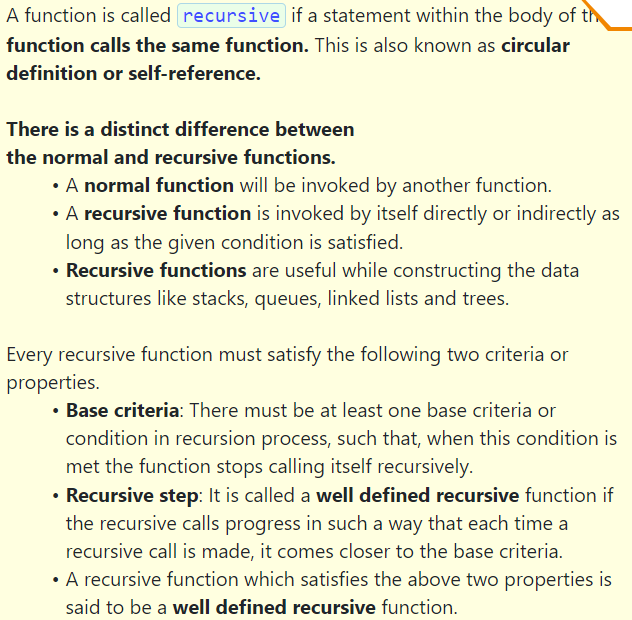 A function is called recursive if a statement within the body of
function calls the same function. This is also known as circular
definition or self-reference.
There is a distinct difference between
the normal and recursive functions.
• A normal function will be invoked by another function.
• A recursive function is invoked by itself directly or indirectly as
long as the given condition is satisfied.
• Recursive functions are useful while constructing the data
structures like stacks, queues, linked lists and trees.
Every recursive function must satisfy the following two criteria or
properties.
• Base criteria: There must be at least one base criteria or
condition in recursion process, such that, when this condition is
met the function stops calling itself recursively.
• Recursive step: It is called a well defined recursive function if
the recursive calls progress in such a way that each time a
recursive call is made, it comes closer to the base criteria.
• A recursive function which satisfies the above two properties is
said to be a well defined recursive function.